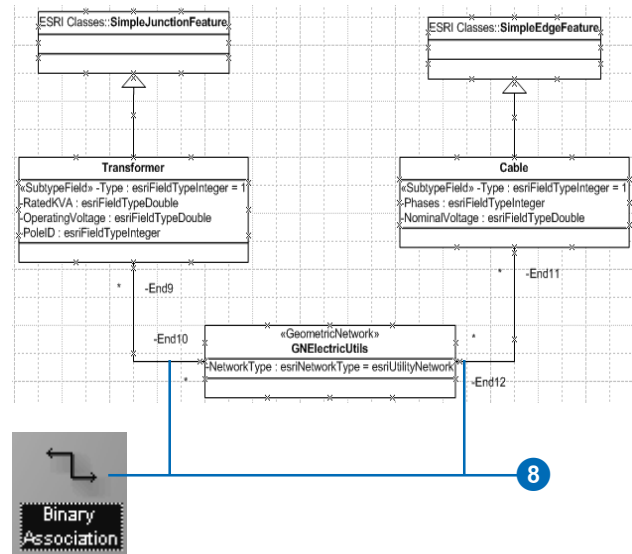 ESRI Classes::SimpleJunctionFeature
ESRI Classes::SimpleEdgeFeature
Transformer
«SubtypeField» -Type : esriFieldTypeInteger = 1
-RatedKVA : esriFieldTypeDouble
-OperatingVoltage : esriFieldTypeDouble
-PoleID : esriFieldTypeInteger
Cable
«SubtypeField» -Type : esriFieldTypeInteger = 1
-Phases : esriFieldTypeInteger
-NominalVoltage : esriFieldTypeDouble
* -End9
* -End11
-End10
*
«GeometricNetwork»
GNElectricUtils
-NetworkType : esriNetworkType = esriUtilityNetwork
*
-End12
8
Binary
Association